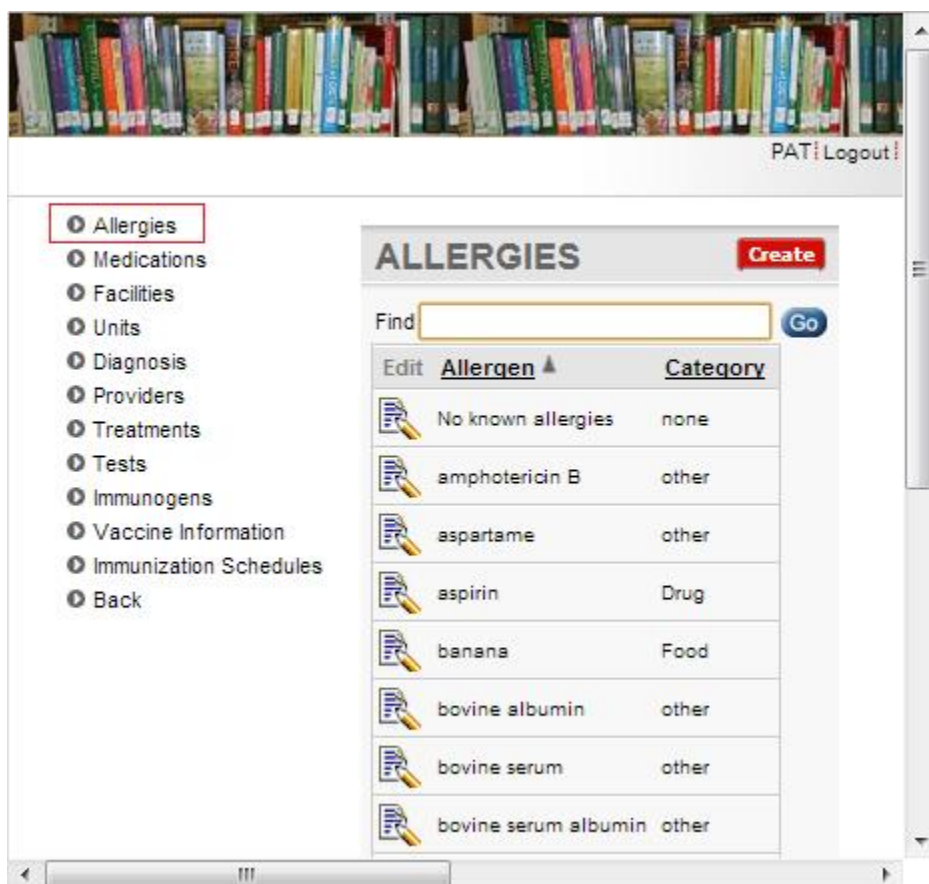 PAT Logout
Allergies
Medications
Facilities
Units
Diagnosis
Providers
Treatments
Tests
Immunogens
Vaccine Information
Immunization Schedules
Back
ALLERGIES Create
Find Go
Edit Allergen Category
No known allergies none
amphotericin B other
aspartame other
aspirin Drug
banana Food
bovine albumin other
bovine serum other
bovine serum albumin other